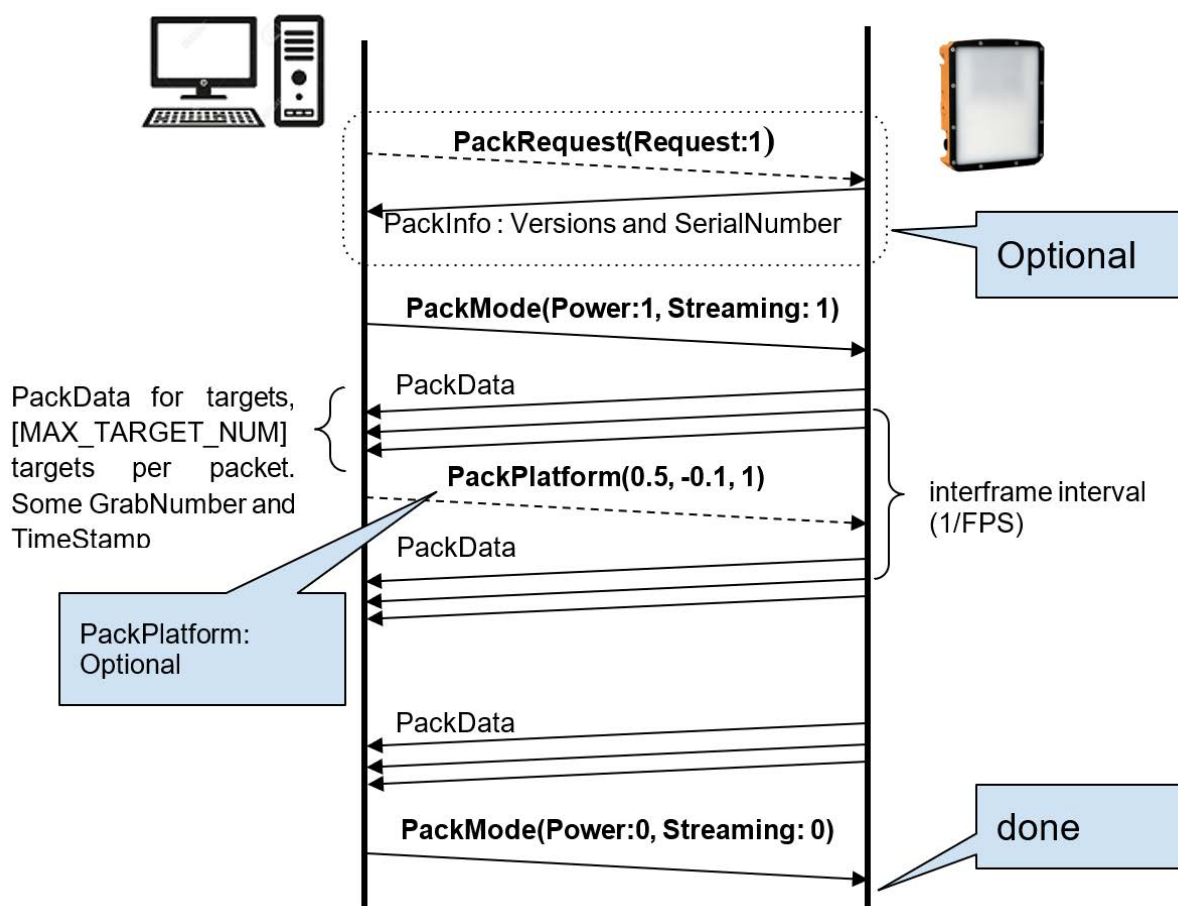 PackRequest(Request:1)
PackInfo : Versions and SerialNumber
Optional
PackMode(Power:1, Streaming: 1)
PackData
PackData for targets,
[MAX_TARGET_NUM]
targets per packet.
Some GrabNumber and
TimeStamp
PackPlatform(0.5, -0.1, 1)
interframe interval
(1/FPS)
PackData
PackPlatform:
Optional
PackData
PackMode(Power:0, Streaming: 0)
done